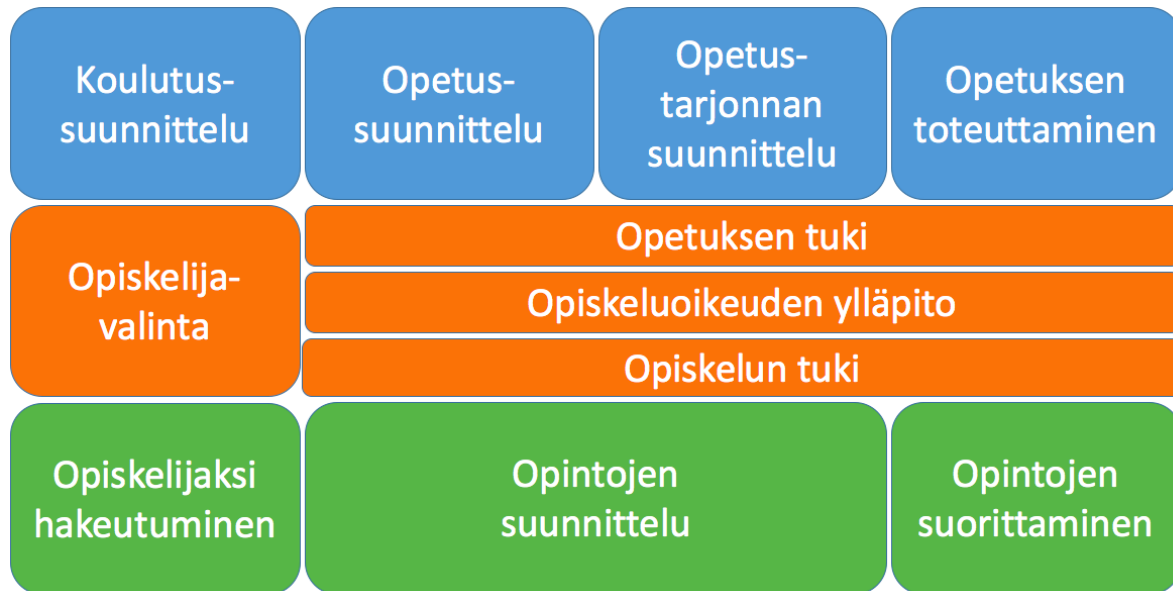 Koulutus-
suunnittelu
Opetus-
suunnittelu
Opetus-
tarjonnan
suunnittelu
Opetuksen
toteuttaminen
Opiskelija-
valinta
Opetuksen tuki
Opiskeluoikeuden ylläpito
Opiskelun tuki
Opiskelijaksi
hakeutuminen
Opintojen
suunnittelu
Opintojen
suorittaminen